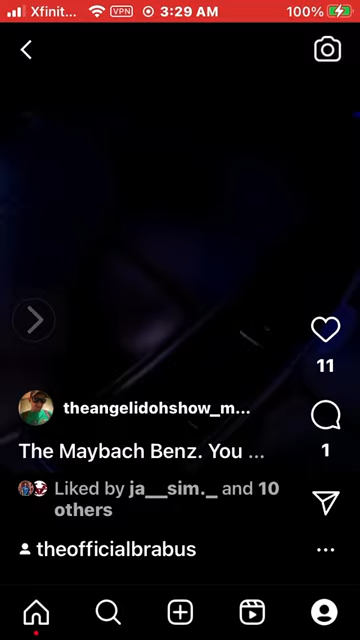 Xfinit... VPN 3:29 AM 100%
11
theangelidohshow_m...
The Maybach Benz. You ...
1
Liked by ja__sim._ and 10
others
theofficialbrabus